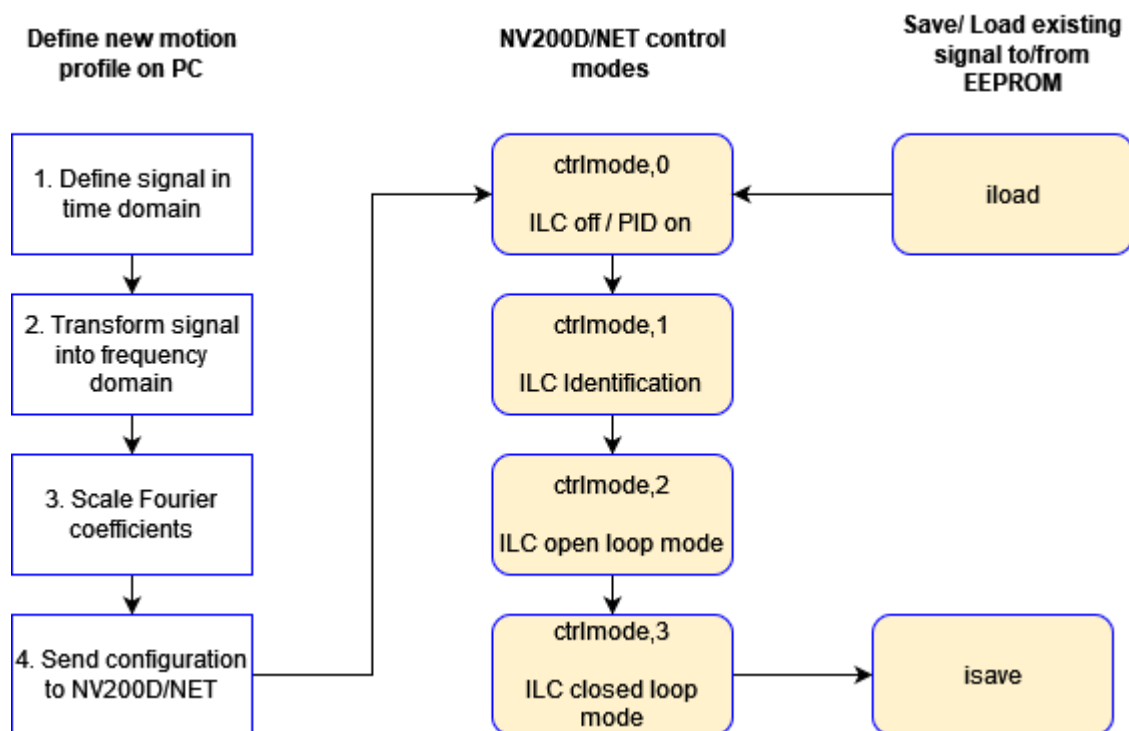 Define new motion
profile on PC
1. Define signal in
time domain
2. Transform signal
into frequency
domain
3. Scale Fourier
coefficients
4. Send configuration
to NV200D/NET
NV200D/NET control
modes
ctrlmode,0
ILC off / PID on
ctrlmode,1
ILC Identification
ctrlmode,2
ILC open loop mode
ctrlmode,3
ILC closed loop
mode
Save/ Load existing
signal to/from
EEPROM
iload
isave